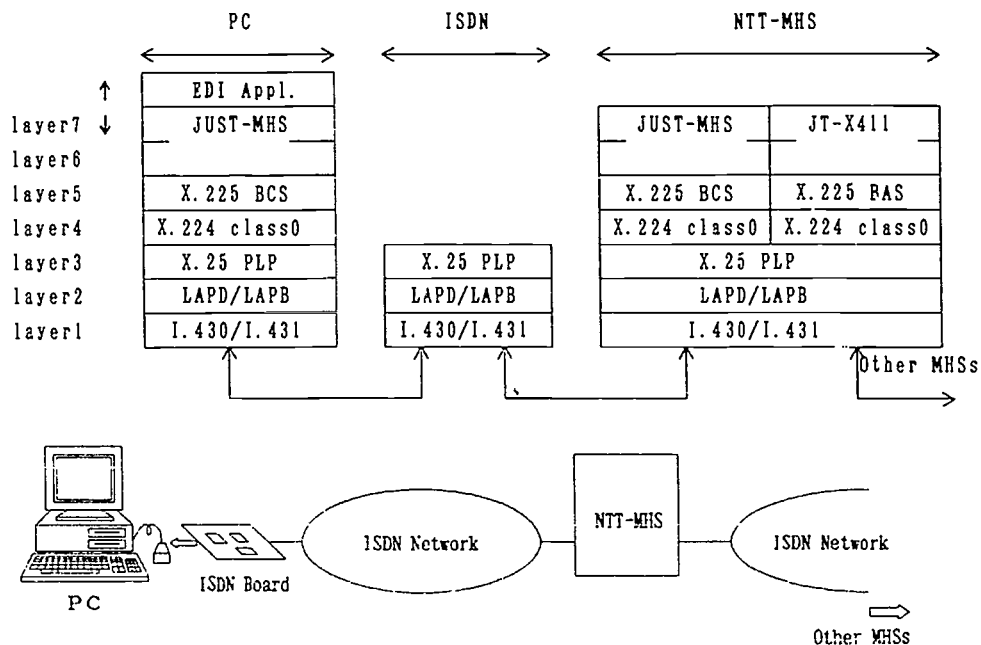 PC ISDN NTT-MHS
EDI Appl.
layer7 JUST-MHS JUST-MHS JT-X411
layer6
layer5 X.225 BCS X.225 BCS X.225 BAS
layer4 X.224 class0 X.224 class0 X.224 class0
layer3 X.25 PLP X.25 PLP X.25 PLP
layer2 LAPD/LAPB LAPD/LAPB LAPD/LAPB
layer1 I.430/I.431 I.430/I.431 I.430/I.431
Other MHSs
NTT-MHS
ISDN Network ISDN Network
ISDN Board
PC
Other MHSs